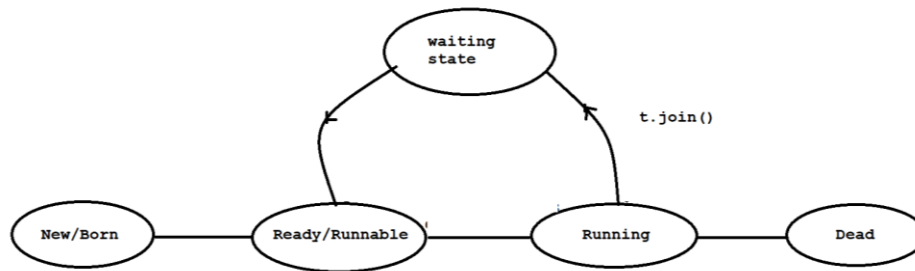 waiting
state
t.join()
New/Born
Ready/Runnable
Running
Dead